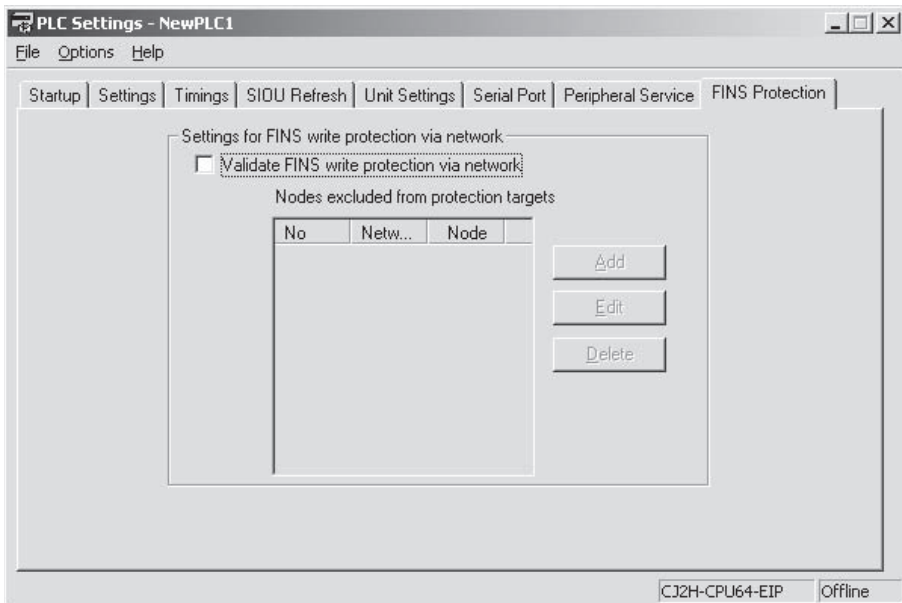 PLC Settings - NewPLC1
File Options Help
Startup Settings Timings SIOU Refresh Unit Settings Serial Port Peripheral Service FINS Protection
Settings for FINS write protection via network
Validate FINS write protection via network
Nodes excluded from protection targets
No Netw... Node
Add
Edit
Delete
CJ2H-CPU64-EIP Offline